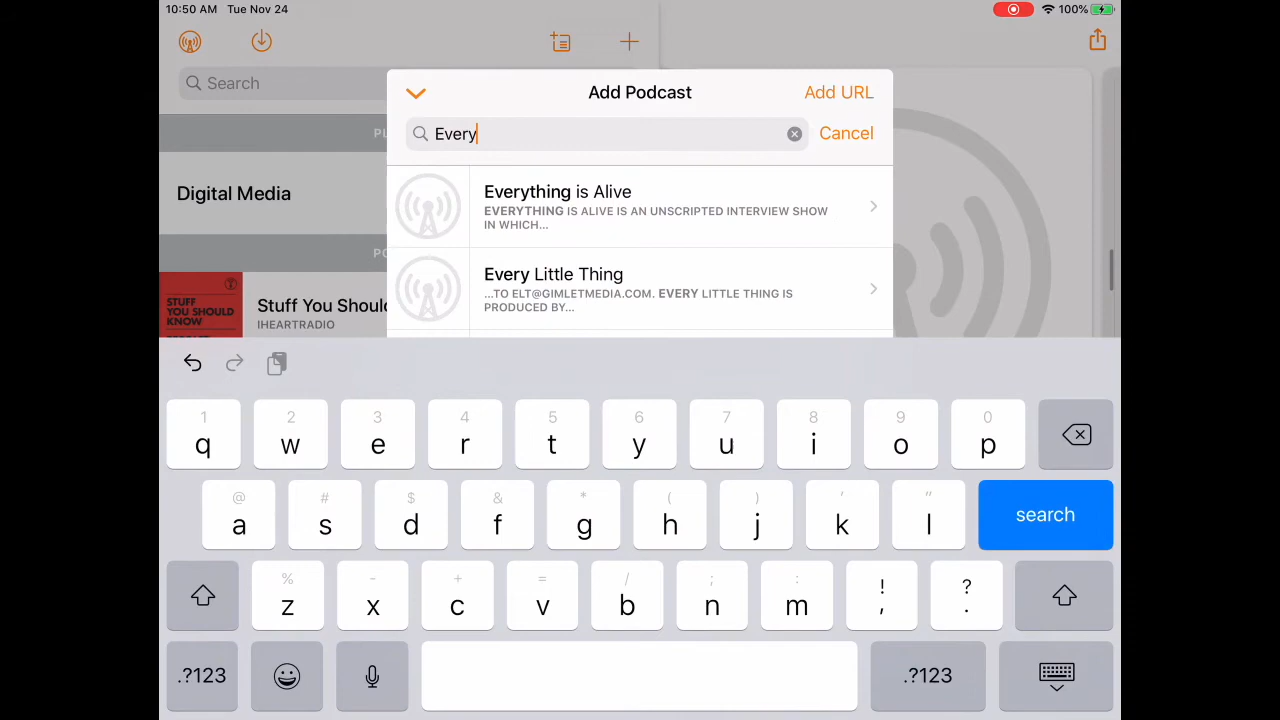 10:50 AM Tue Nov 24
100%
Search
Add Podcast
Add URL
Every
Cancel
PL
Digital Media
Everything is Alive
EVERYTHING IS ALIVE IS AN UNSCRIPTED INTERVIEW SHOW
IN WHICH...
PO
Every Little Thing
...TO ELT@GIMLETMEDIA.COM. EVERY LITTLE THING IS
PRODUCED BY...
STUFF
YOU SHOULD
KNOW
Stuff You Shoul
IHEARTRADIO
1 2 3 4 5 6 7 8 9 0
q w e r t y u i o p
@ # $ & * ( ) ' "
a s d f g h j k l
search
% - + = / ; : ! ?
z x c v b n m , .
.?123
.?123